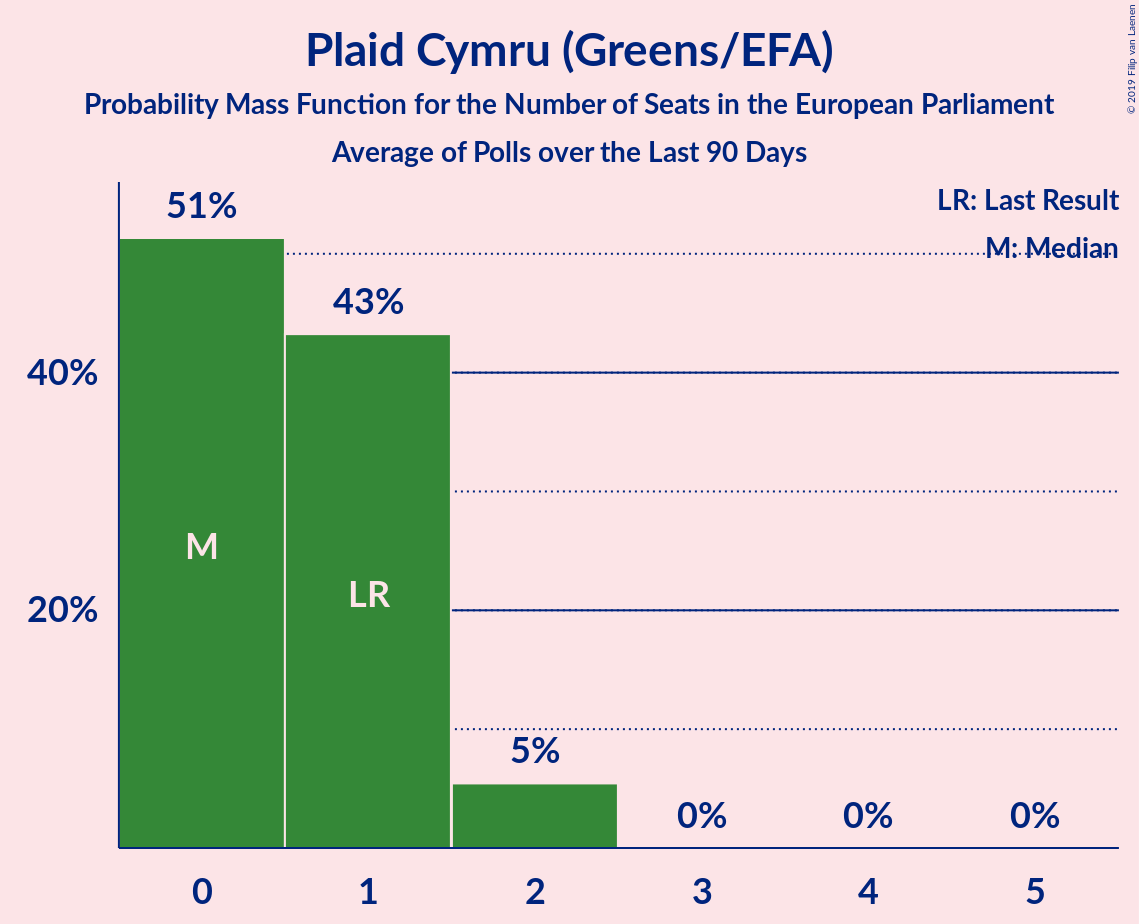 Plaid Cymru (Greens/EFA)
Probability Mass Function for the Number of Seats in the European Parliament
Average of Polls over the Last 90 Days
© 2019 Filip van Laenen
LR: Last Result
M: Median
51%
43%
40%
M
LR
20%
5%
0%
0%
0%
0
1
2
3
4
5